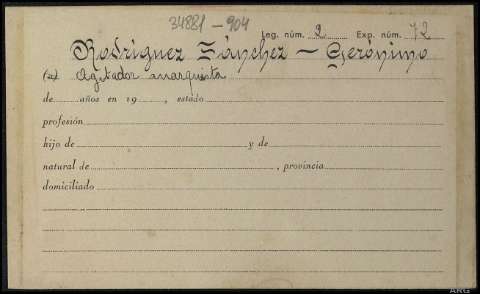 34881-904
Leg. núm. 2 Exp. núm. 72
Rodríguez Sánchez - Gerónimo
(a) Agitador anarquista
de años en 19 , estado
profesión
hijo de y de
natural de , provincia
domiciliado
ARG